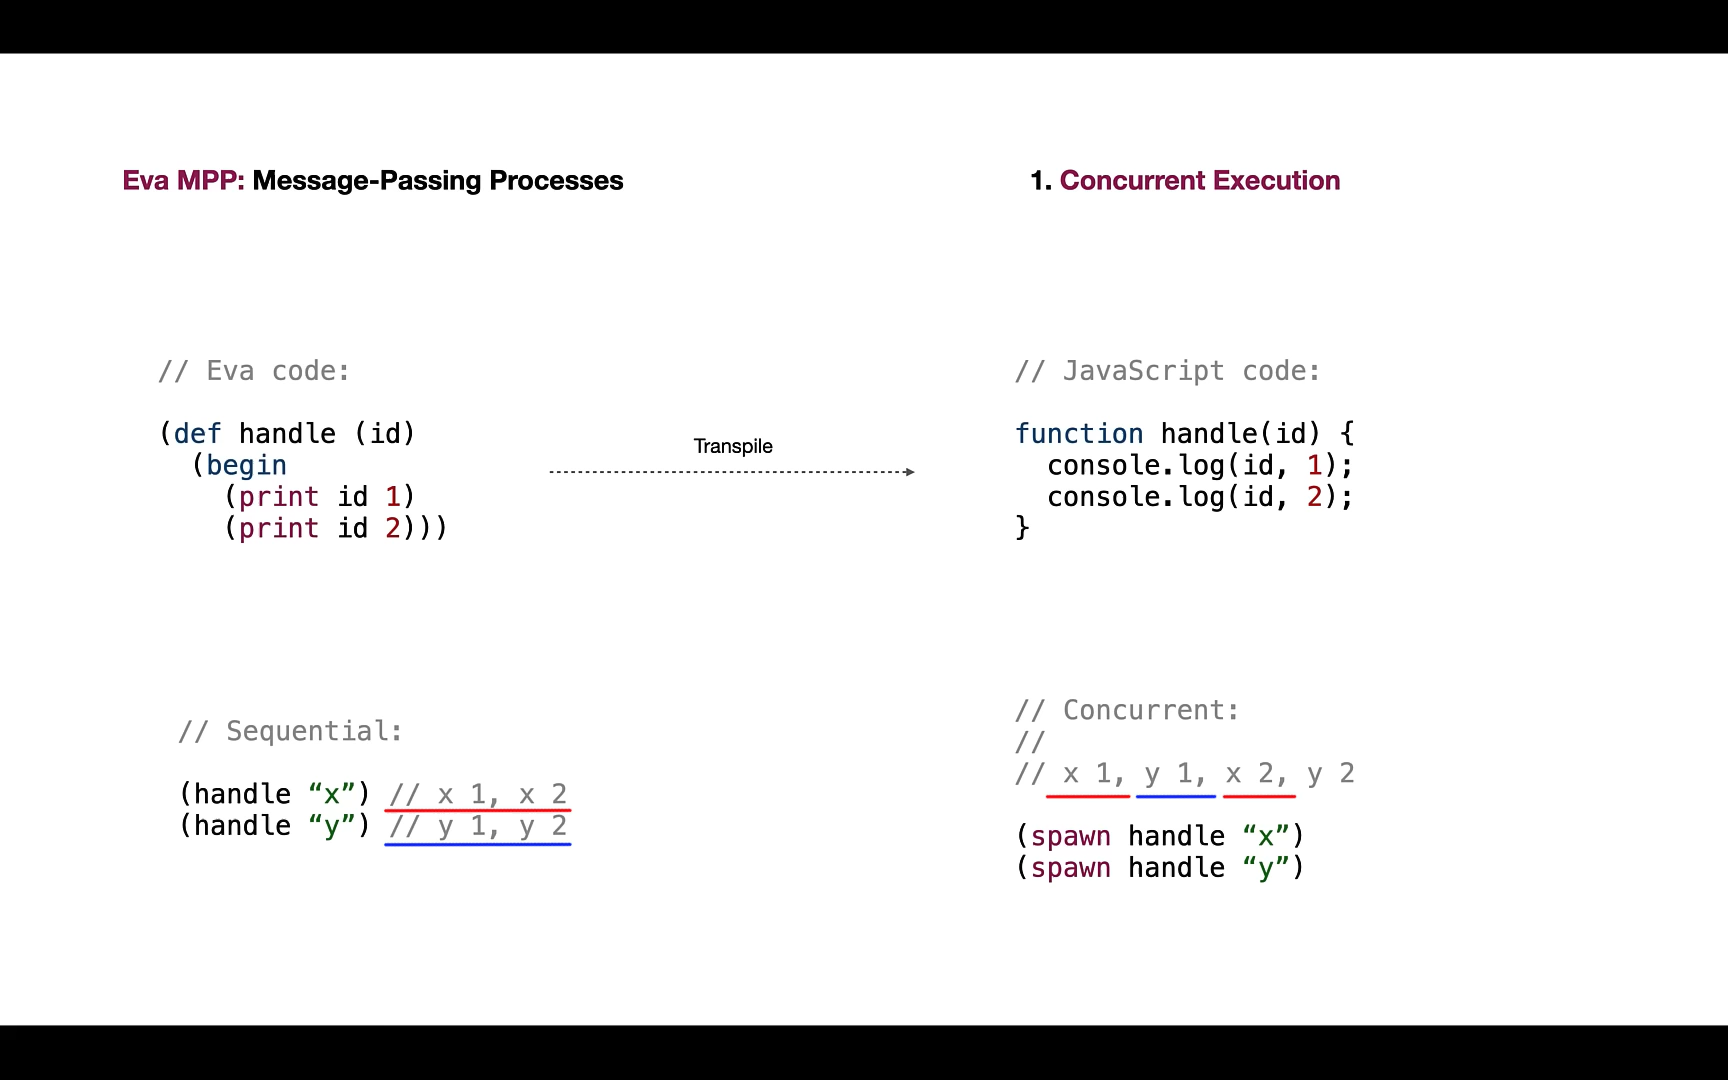 Eva MPP: Message-Passing Processes
1. Concurrent Execution
// Eva code:
(def handle (id)
  (begin
    (print id 1)
    (print id 2)))
Transpile
// JavaScript code:
function handle(id) {
  console.log(id, 1);
  console.log(id, 2);
}
// Sequential:
(handle “x”) // x 1, x 2
(handle “y”) // y 1, y 2
// Concurrent:
//
// x 1, y 1, x 2, y 2
(spawn handle “x”)
(spawn handle “y”)